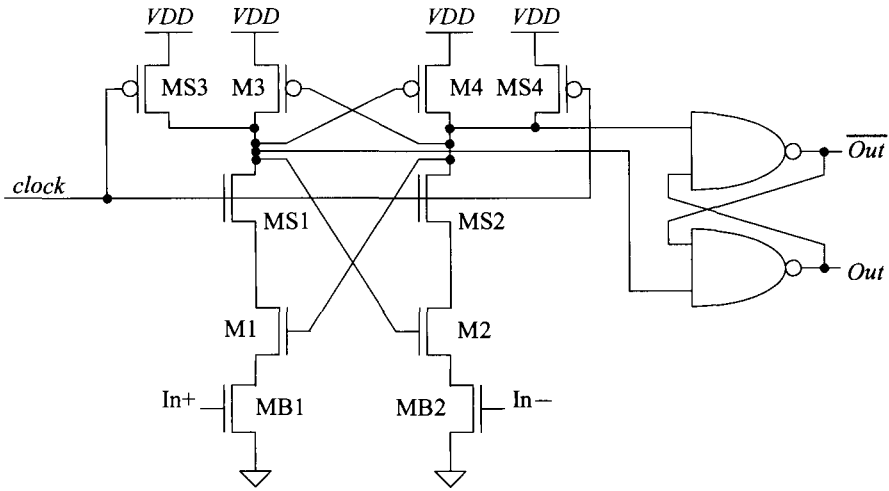 VDD VDD VDD VDD
MS3 M3 M4 MS4
Out
clock
MS1 MS2
Out
M1 M2
In+ MB1 MB2 In−